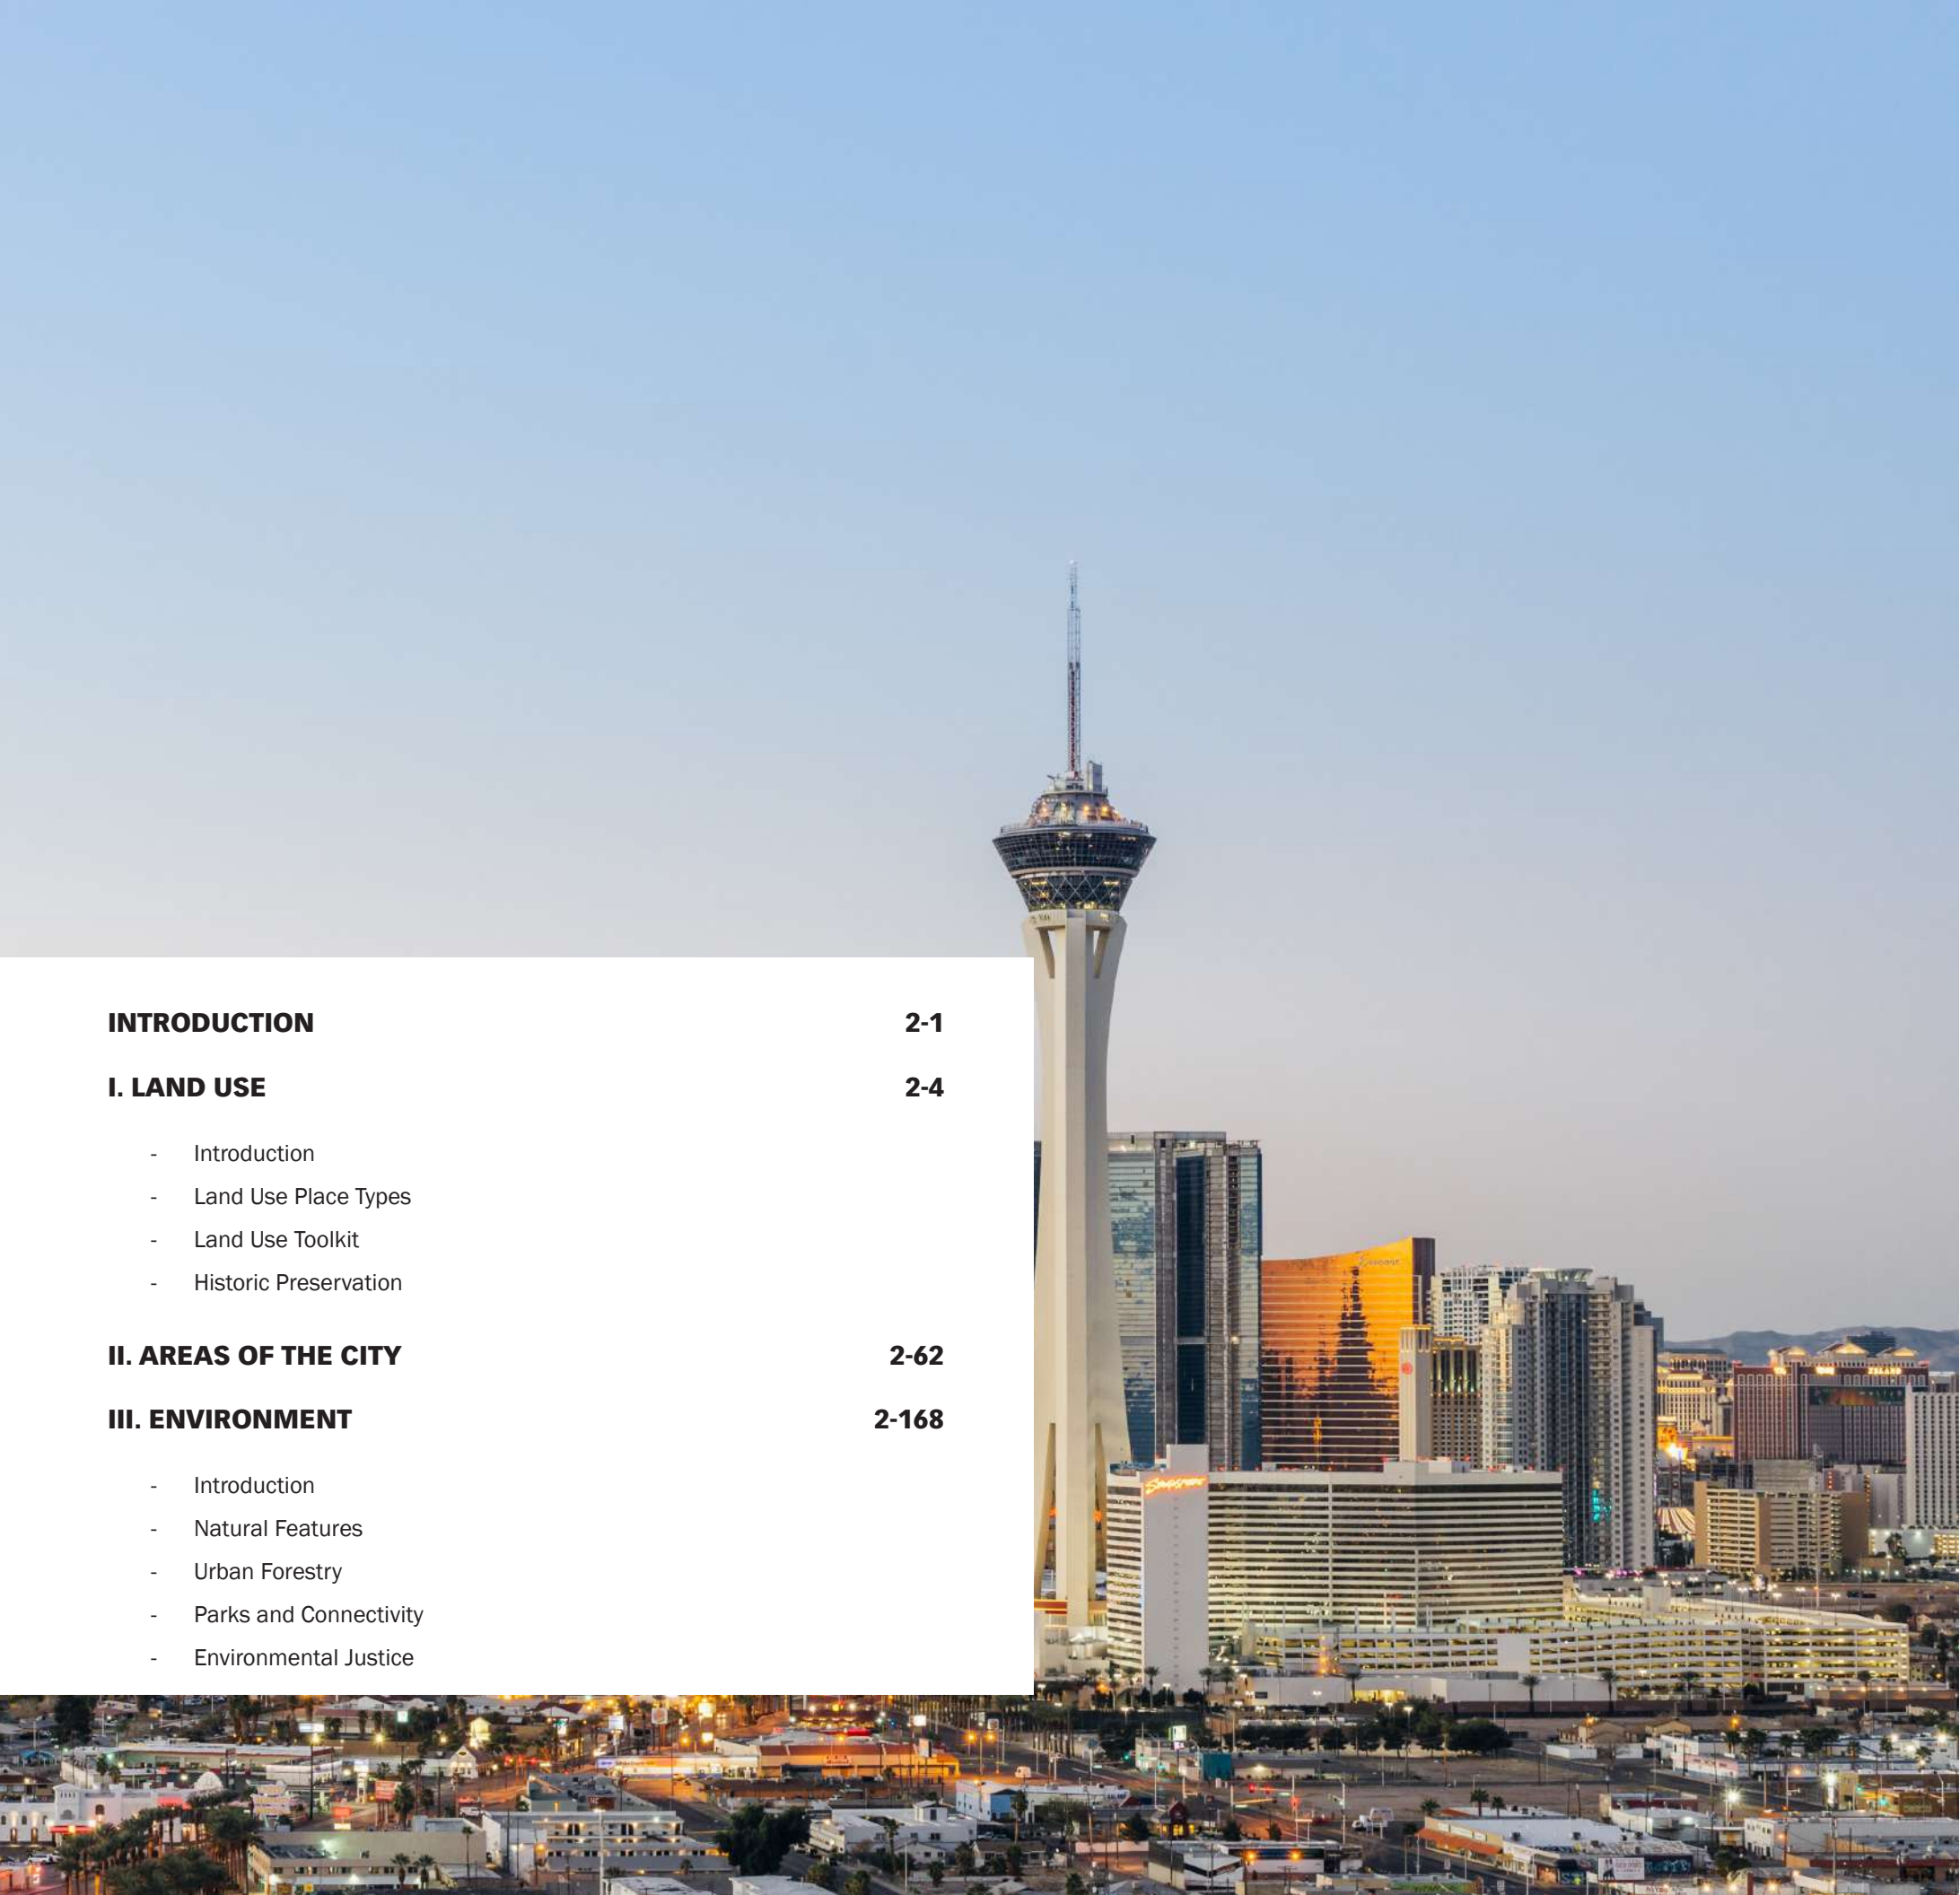 INTRODUCTION 2-1
I. LAND USE 2-4
- Introduction
- Land Use Place Types
- Land Use Toolkit
- Historic Preservation
II. AREAS OF THE CITY 2-62
III. ENVIRONMENT 2-168
- Introduction
- Natural Features
- Urban Forestry
- Parks and Connectivity
- Environmental Justice
Encore